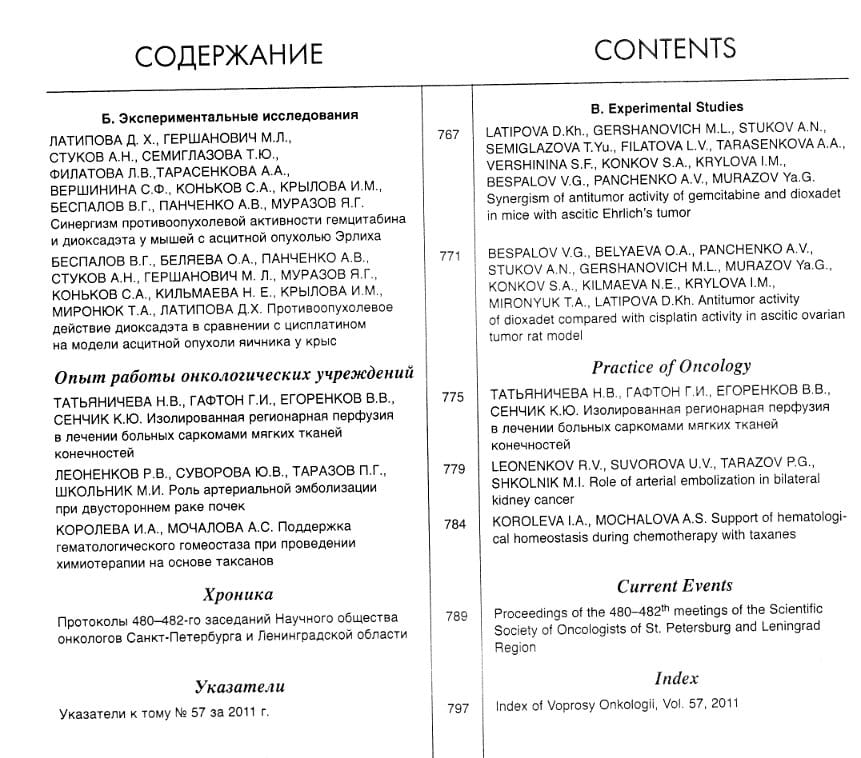 СОДЕРЖАНИЕ
Б. Экспериментальные исследования
ЛАТИПОВА Д. Х., ГЕРШАНОВИЧ М.Л.,
СТУКОВ А.Н., СЕМИГЛАЗОВА Т.Ю.,
ФИЛАТОВА Л.В.,ТАРАСЕНКОВА А.А.,
ВЕРШИНИНА С.Ф., КОНЬКОВ С.А., КРЫЛОВА И.М.,
БЕСПАЛОВ В.Г., ПАНЧЕНКО А.В., МУРАЗОВ Я.Г.
Синергизм противоопухолевой активности гемцитабина
и диоксадэта у мышей с асцитной опухолью Эрлиха
БЕСПАЛОВ В.Г., БЕЛЯЕВА О.А., ПАНЧЕНКО А.В.,
СТУКОВ А.Н., ГЕРШАНОВИЧ М. Л., МУРАЗОВ Я.Г.,
КОНЬКОВ С.А., КИЛЬМАЕВА Н. Е., КРЫЛОВА И.М.,
МИРОНЮК Т.А., ЛАТИПОВА Д.Х. Противоопухолевое
действие диоксадэта в сравнении с цисплатином
на модели асцитной опухоли яичника у крыс
Опыт работы онкологических учреждений
ТАТЬЯНИЧЕВА Н.В., ГАФТОН Г.И., ЕГОРЕНКОВ В.В.,
СЕНЧИК К.Ю. Изолированная регионарная перфузия
в лечении больных саркомами мягких тканей
конечностей
ЛЕОНЕНКОВ Р.В., СУВОРОВА Ю.В., ТАРАЗОВ П.Г.,
ШКОЛЬНИК М.И. Роль артериальной эмболизации
при двустороннем раке почек
КОРОЛЕВА И.А., МОЧАЛОВА А.С. Поддержка
гематологического гомеостаза при проведении
химиотерапии на основе таксанов
Хроника
Протоколы 480–482-го заседаний Научного общества
онкологов Санкт-Петербурга и Ленинградской области
Указатели
Указатели к тому № 57 за 2011 г.
767
771
775
779
784
789
797
CONTENTS
B. Experimental Studies
LATIPOVA D.Kh., GERSHANOVICH M.L., STUKOV A.N.,
SEMIGLAZOVA T.Yu., FILATOVA L.V., TARASENKOVA A.A.,
VERSHININA S.F., KONKOV S.A., KRYLOVA I.M.,
BESPALOV V.G., PANCHENKO A.V., MURAZOV Ya.G.
Synergism of antitumor activity of gemcitabine and dioxadet
in mice with ascitic Ehrlich's tumor
BESPALOV V.G., BELYAEVA O.A., PANCHENKO A.V.,
STUKOV A.N., GERSHANOVICH M.L., MURAZOV Ya.G.,
KONKOV S.A., KILMAEVA N.E., KRYLOVA I.M.,
MIRONYUK T.A., LATIPOVA D.Kh. Antitumor activity
of dioxadet compared with cisplatin activity in ascitic ovarian
tumor rat model
Practice of Oncology
ТАТЬЯНИЧЕВА Н.В., ГАФТОН Г.И., ЕГОРЕНКОВ В.В.,
СЕНЧИК К.Ю. Изолированная регионарная перфузия
в лечении больных саркомами мягких тканей
конечностей
LEONENKOV R.V., SUVOROVA U.V., TARAZOV P.G.,
SHKOLNIK M.I. Role of arterial embolization in bilateral
kidney cancer
KOROLEVA I.A., MOCHALOVA A.S. Support of hematologi-
cal homeostasis during chemotherapy with taxanes
Current Events
Proceedings of the 480–482th meetings of the Scientific
Society of Oncologists of St. Petersburg and Leningrad
Region
Index
Index of Voprosy Onkologii, Vol. 57, 2011